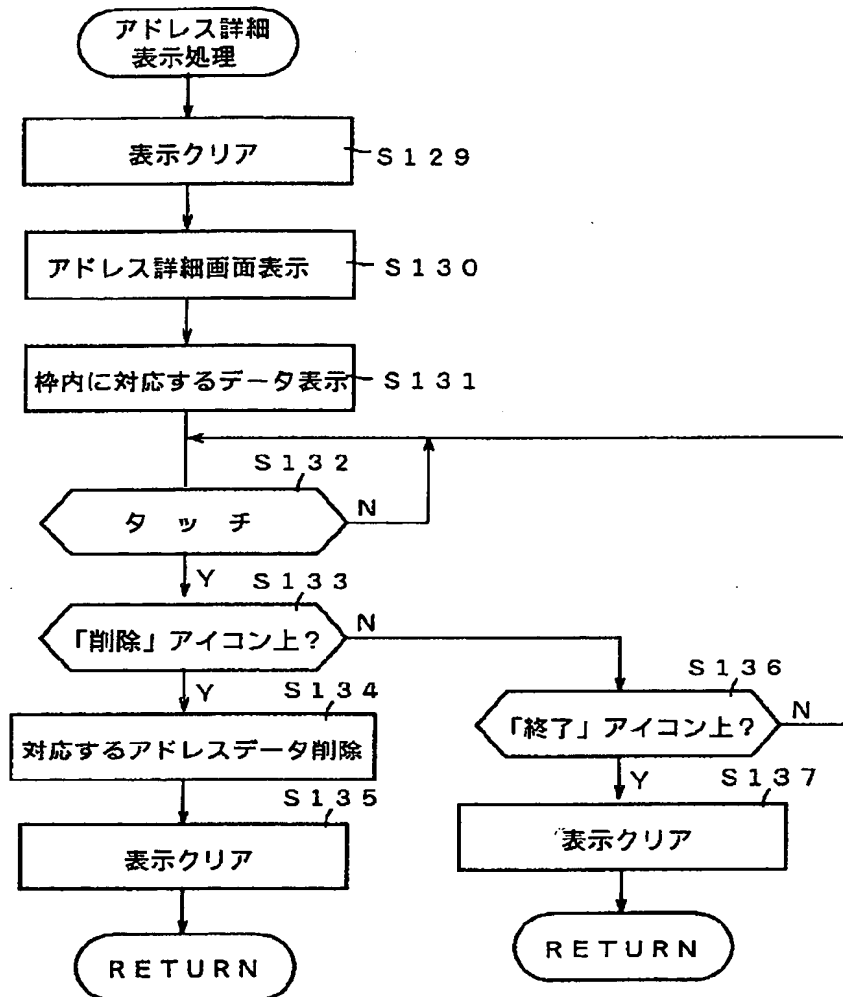 アドレス詳細
表示処理
表示クリア
S129
アドレス詳細画面表示
S130
枠内に対応するデータ表示
S131
S132
タッチ
N
Y
S133
「削除」アイコン上?
N
Y
S134
対応するアドレスデータ削除
S135
表示クリア
RETURN
S136
「終了」アイコン上?
N
Y
S137
表示クリア
RETURN